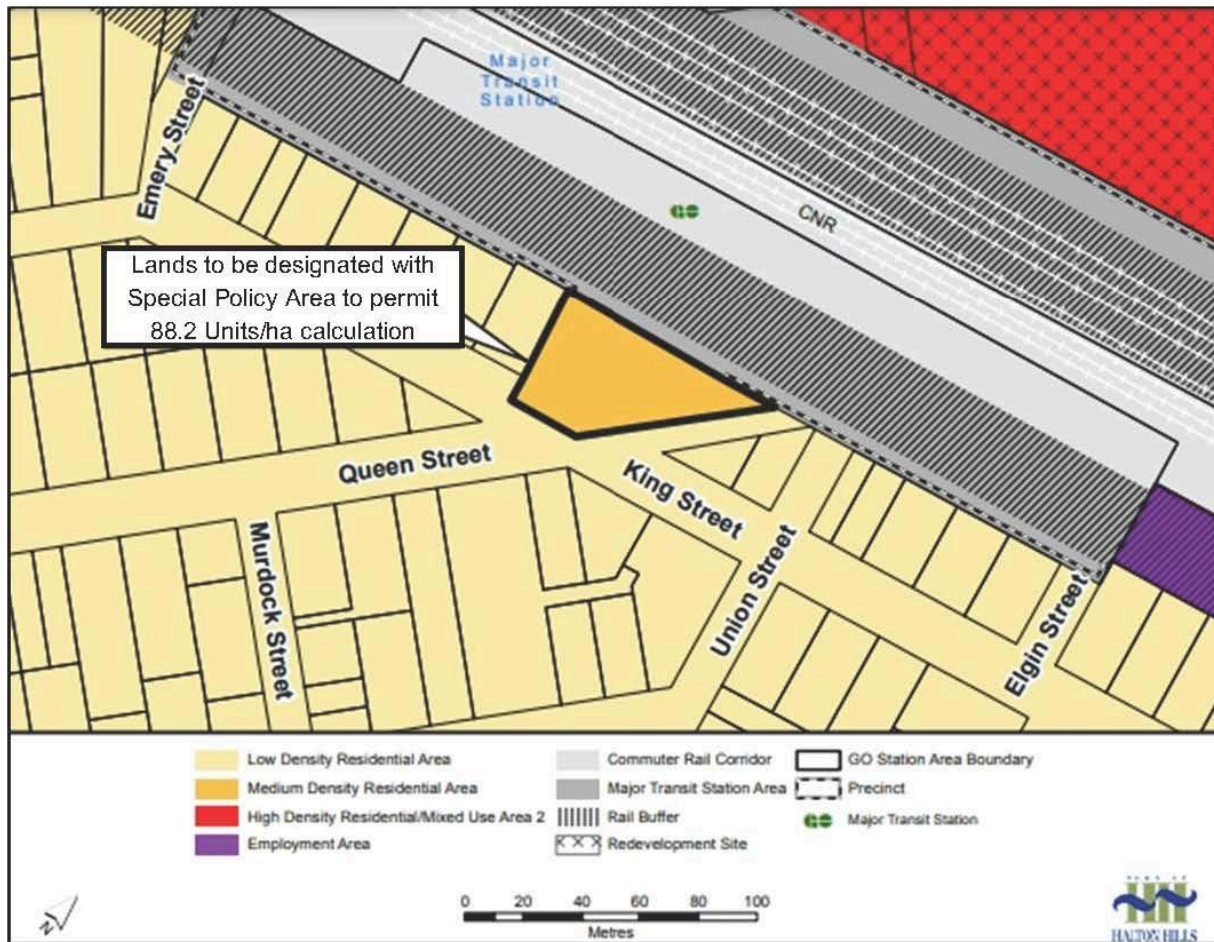 Major
Transit
Station
Emery Street
GO
CNR
Lands to be designated with
Special Policy Area to permit
88.2 Units/ha calculation
Queen Street
King Street
Murdock Street
Union Street
Elgin Street
Low Density Residential Area
Medium Density Residential Area
High Density Residential/Mixed Use Area 2
Employment Area
Commuter Rail Corridor
Major Transit Station Area
Rail Buffer
Redevelopment Site
GO Station Area Boundary
Precinct
GO Major Transit Station
N
0 20 40 60 80 100
Metres
TOWN OF
HALTON HILLS